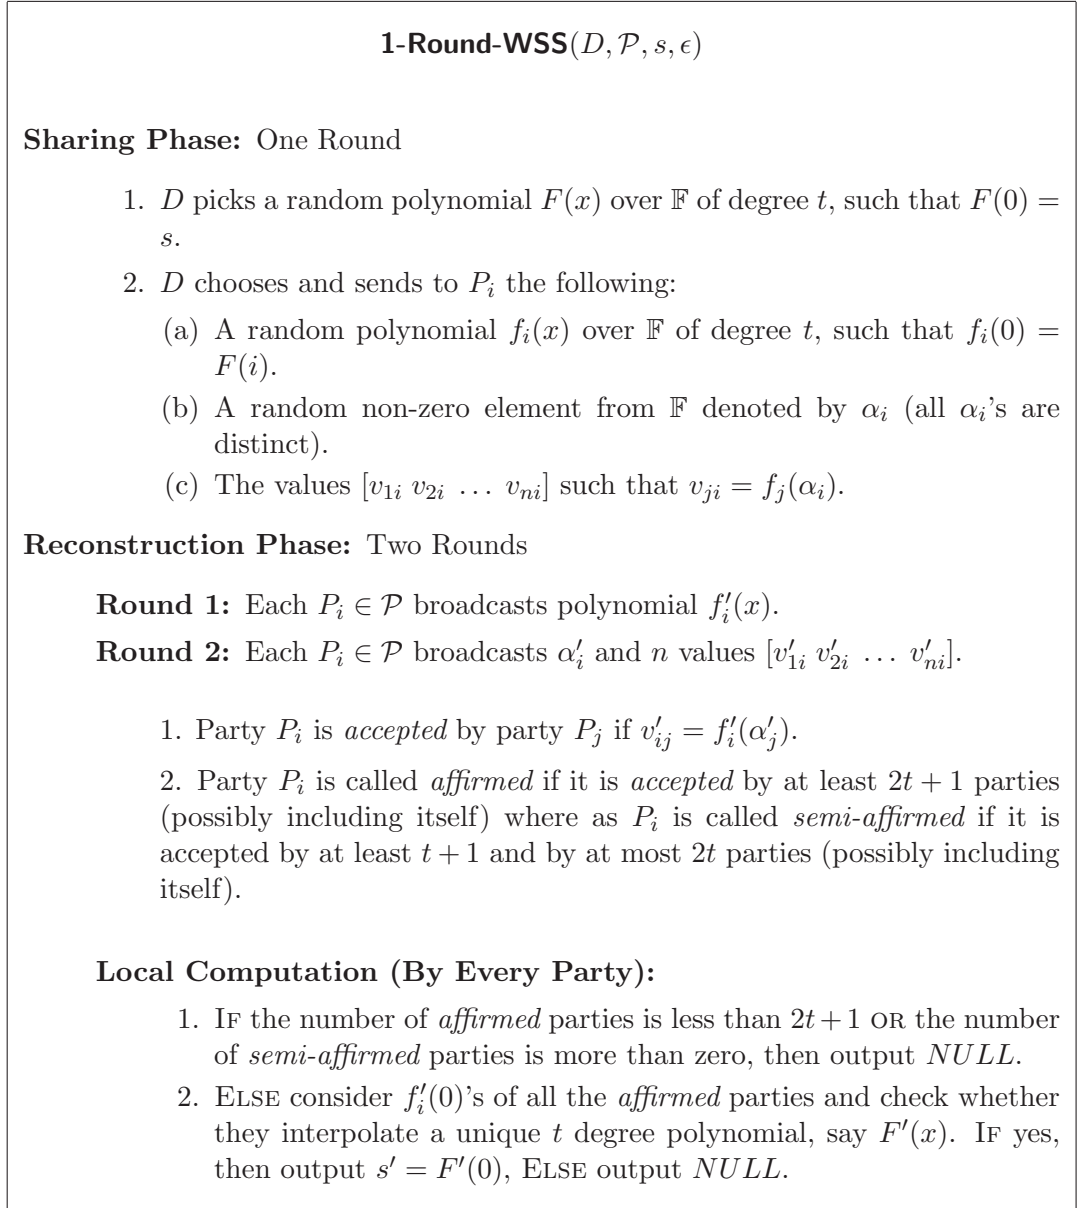 1-Round-WSS(D, 𝒫, s, ϵ)
Sharing Phase: One Round
1. D picks a random polynomial F(x) over 𝔽 of degree t, such that F(0) =
s.
2. D chooses and sends to P_i the following:
(a) A random polynomial f_i(x) over 𝔽 of degree t, such that f_i(0) =
F(i).
(b) A random non-zero element from 𝔽 denoted by α_i (all α_i's are
distinct).
(c) The values [v_{1i} v_{2i} … v_{ni}] such that v_{ji} = f_j(α_i).
Reconstruction Phase: Two Rounds
Round 1: Each P_i ∈ 𝒫 broadcasts polynomial f'_i(x).
Round 2: Each P_i ∈ 𝒫 broadcasts α'_i and n values [v'_{1i} v'_{2i} … v'_{ni}].
1. Party P_i is accepted by party P_j if v'_{ij} = f'_i(α'_j).
2. Party P_i is called affirmed if it is accepted by at least 2t + 1 parties
(possibly including itself) where as P_i is called semi-affirmed if it is
accepted by at least t + 1 and by at most 2t parties (possibly including
itself).
Local Computation (By Every Party):
1. IF the number of affirmed parties is less than 2t + 1 OR the number
of semi-affirmed parties is more than zero, then output NULL.
2. ELSE consider f'_i(0)'s of all the affirmed parties and check whether
they interpolate a unique t degree polynomial, say F'(x). IF yes,
then output s' = F'(0), ELSE output NULL.